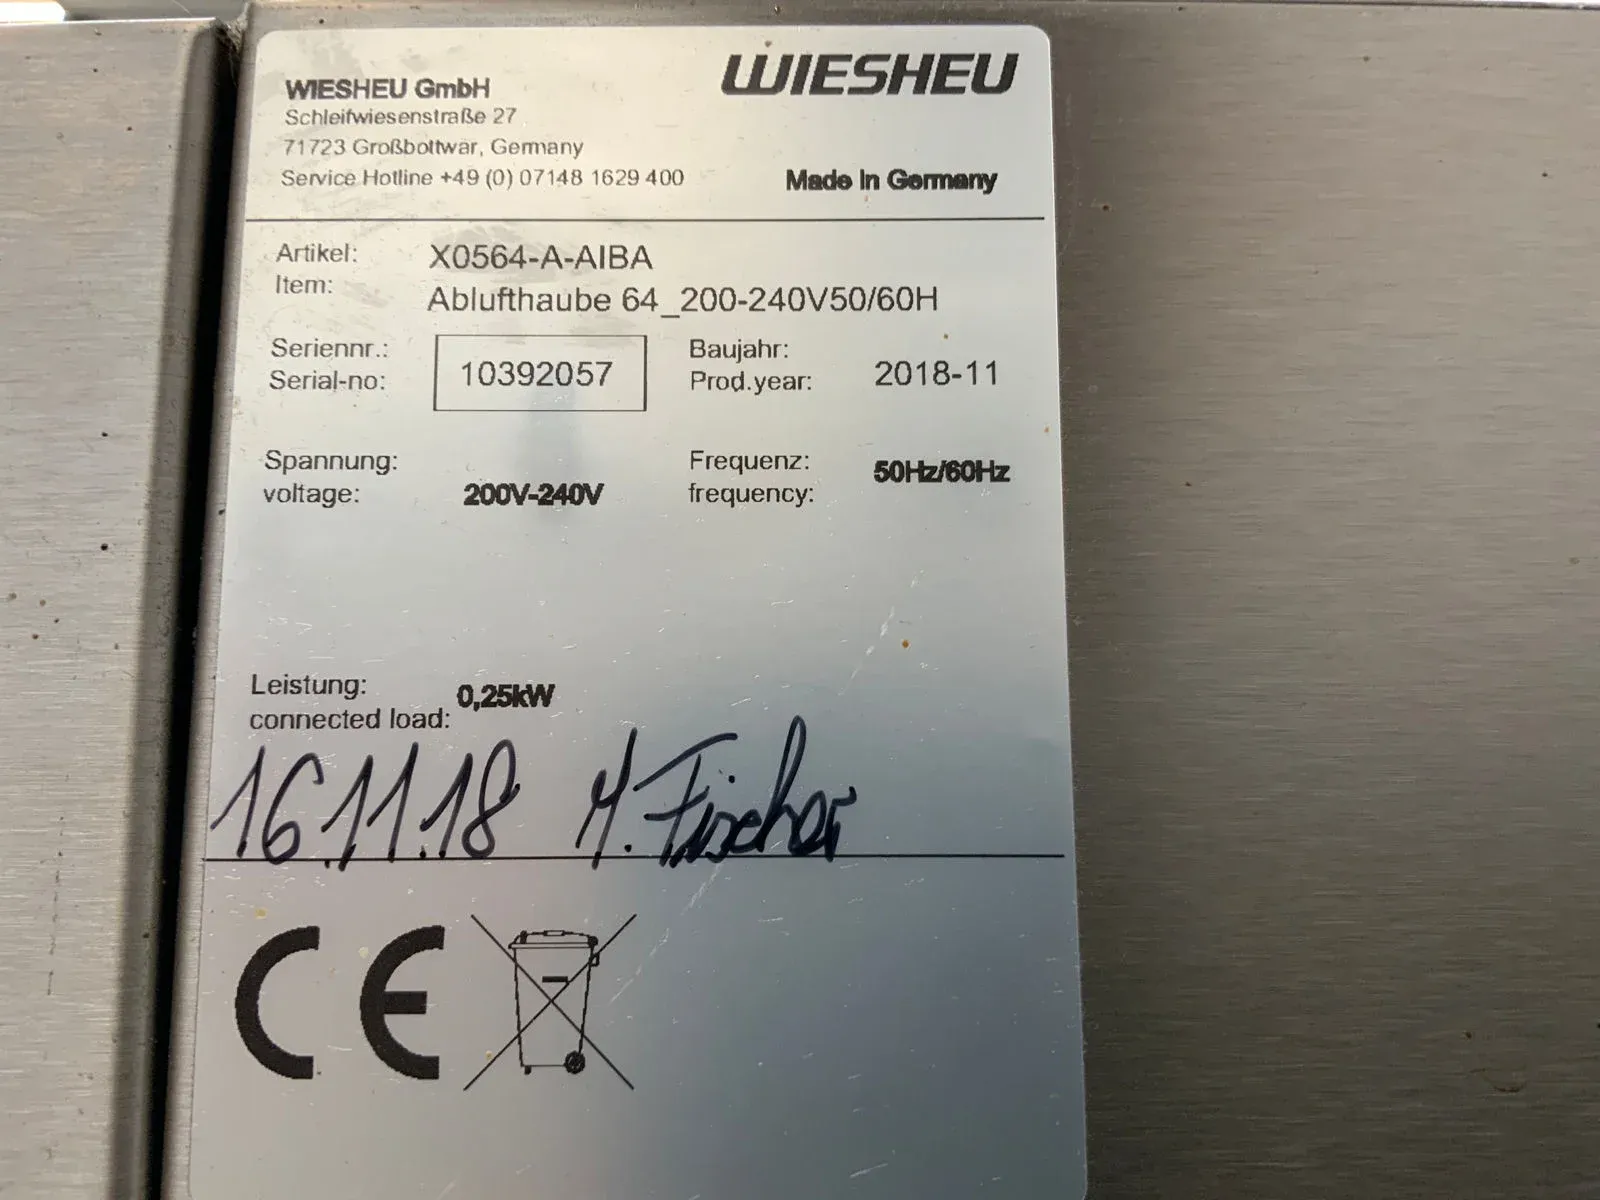 WIESHEU GmbH
WIESHEU
Schleifwiesenstraße 27
71723 Großbottwar, Germany
Service Hotline +49 (0) 07148 1629 400
Made In Germany
Artikel: X0564-A-AIBA
Item: Ablufthaube 64_200-240V50/60H
Seriennr.:
Serial-no: 10392057
Baujahr:
Prod.year: 2018-11
Spannung:
voltage: 200V-240V
Frequenz: 50Hz/60Hz
frequency:
Leistung: 0,25kW
connected load:
16.11.18 M. Fischer
CE